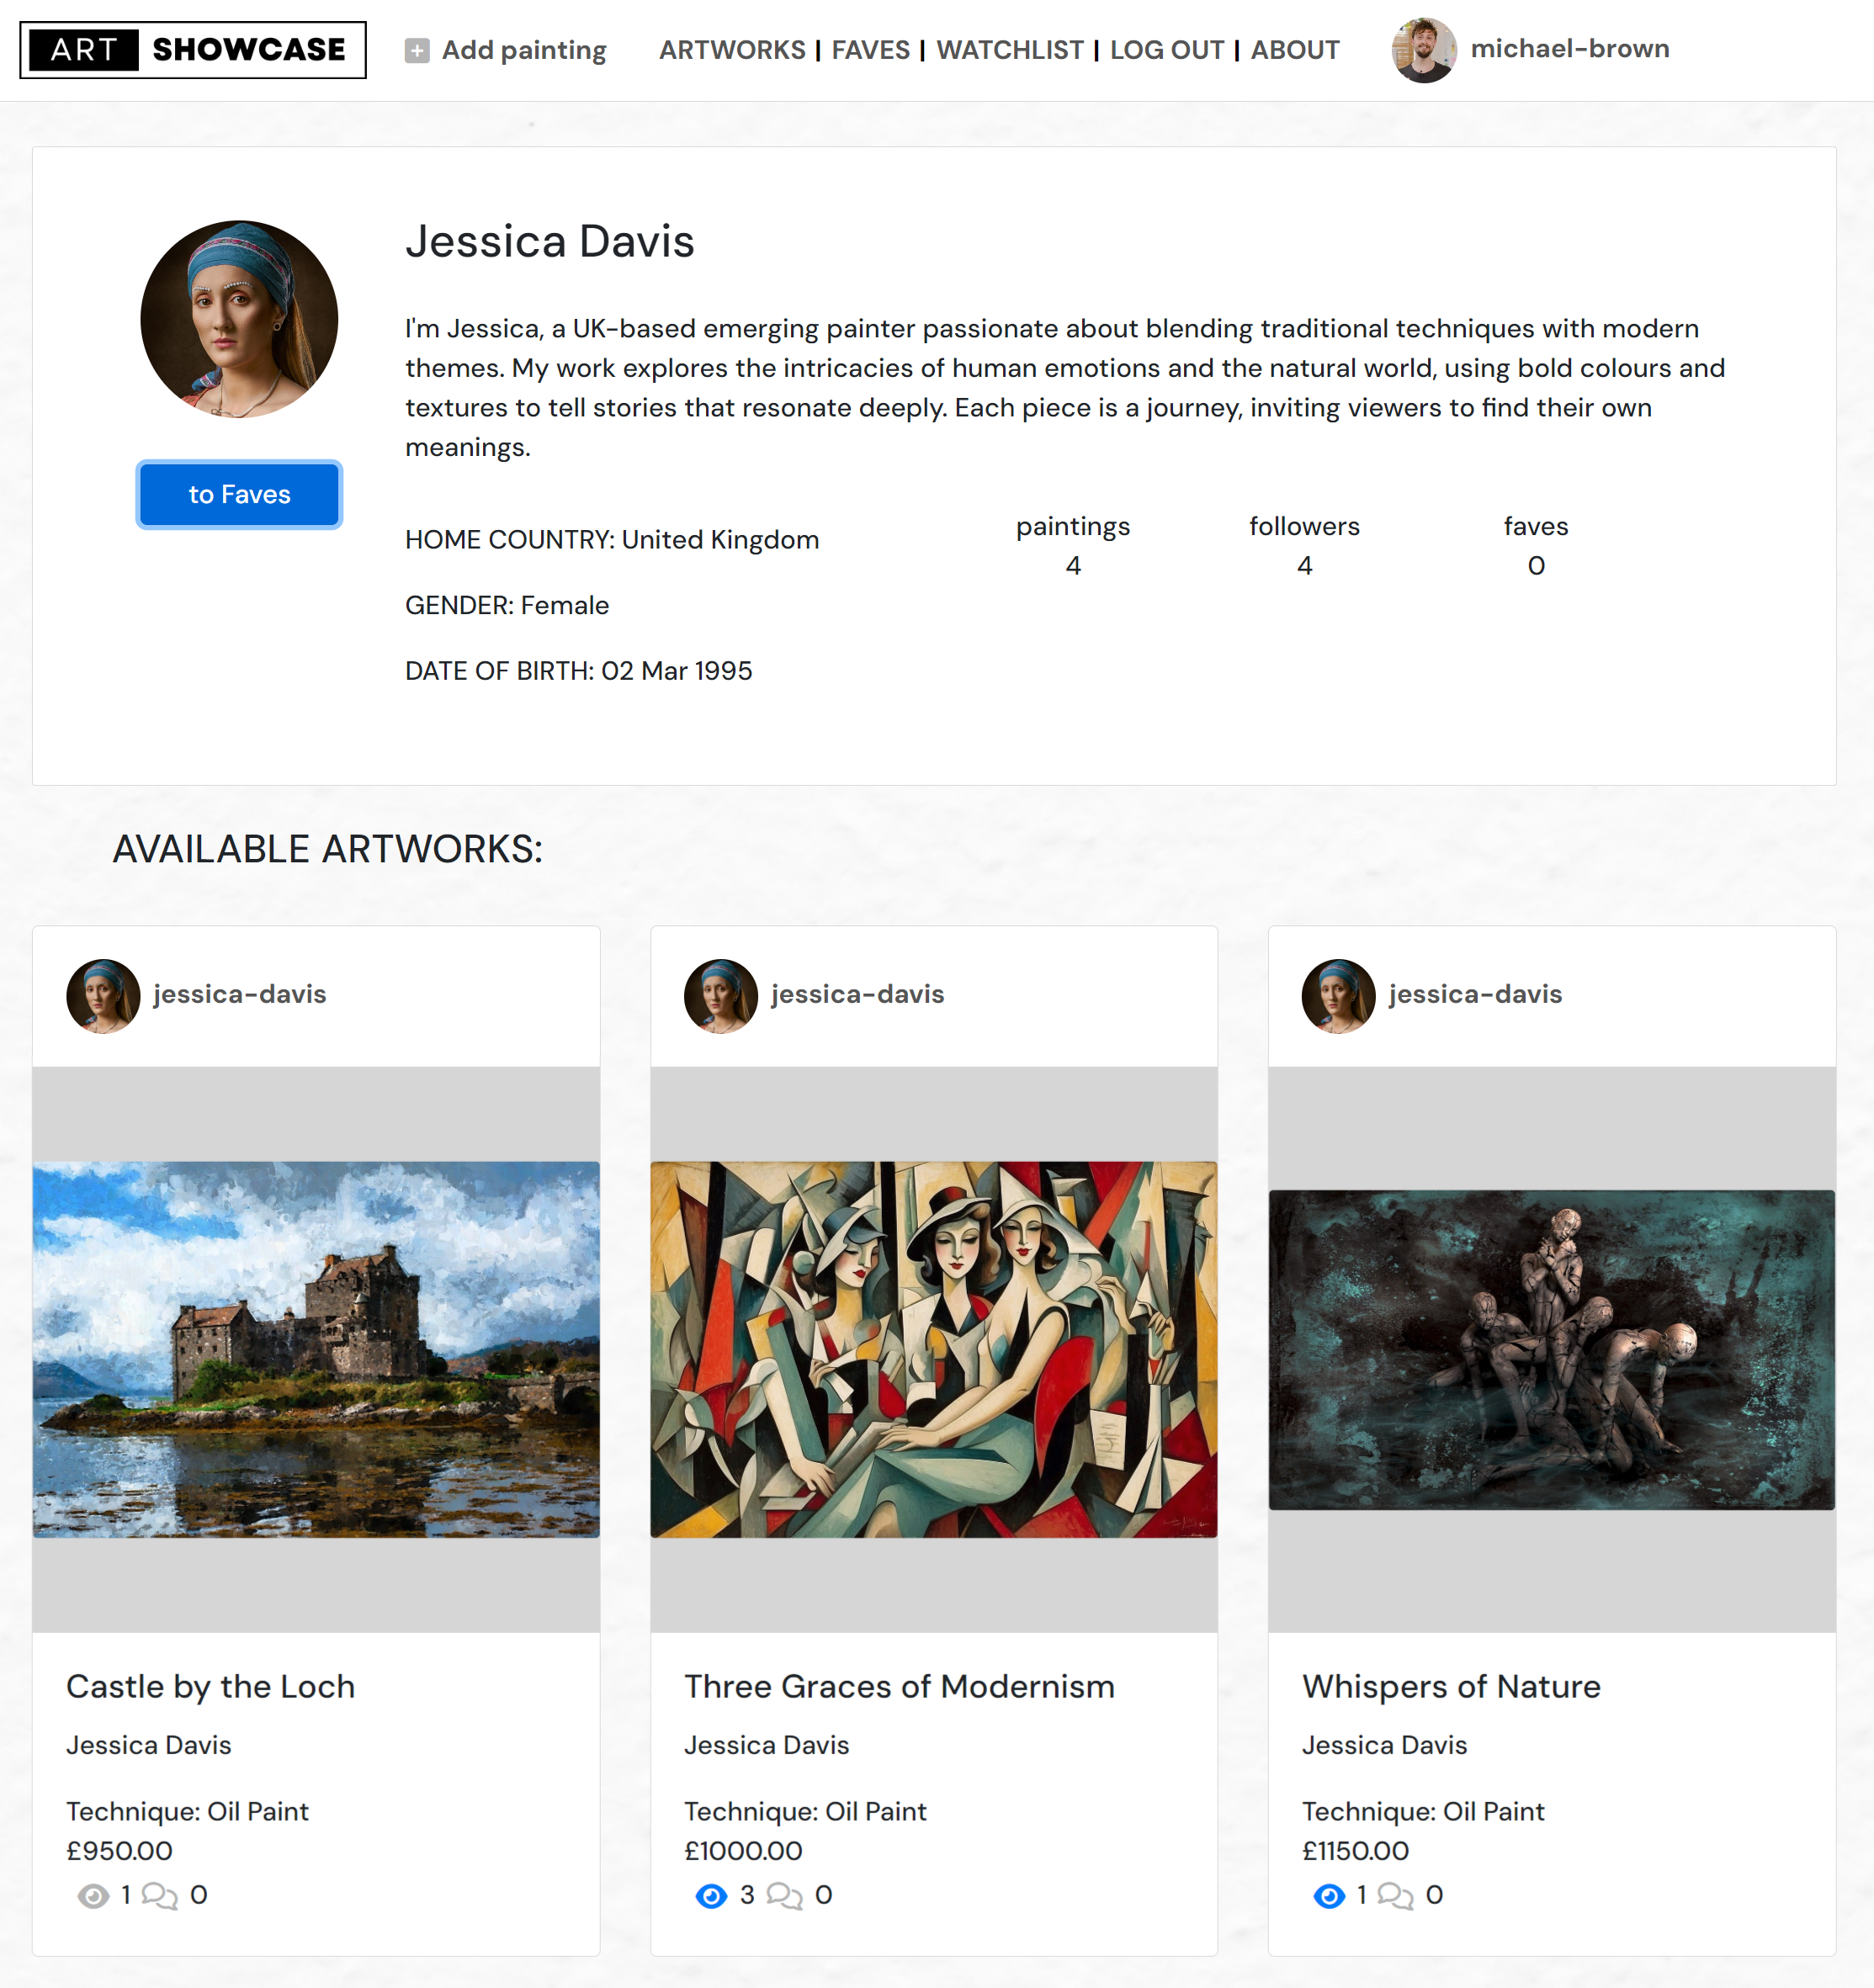 ART SHOWCASE
Add painting
ARTWORKS | FAVES | WATCHLIST | LOG OUT | ABOUT
michael-brown
Jessica Davis
I'm Jessica, a UK-based emerging painter passionate about blending traditional techniques with modern
themes. My work explores the intricacies of human emotions and the natural world, using bold colours and
textures to tell stories that resonate deeply. Each piece is a journey, inviting viewers to find their own
meanings.
to Faves
HOME COUNTRY: United Kingdom
GENDER: Female
DATE OF BIRTH: 02 Mar 1995
paintings
4
followers
4
faves
0
AVAILABLE ARTWORKS:
jessica-davis
Castle by the Loch
Jessica Davis
Technique: Oil Paint
£950.00
1 0
jessica-davis
Three Graces of Modernism
Jessica Davis
Technique: Oil Paint
£1000.00
3 0
jessica-davis
Whispers of Nature
Jessica Davis
Technique: Oil Paint
£1150.00
1 0